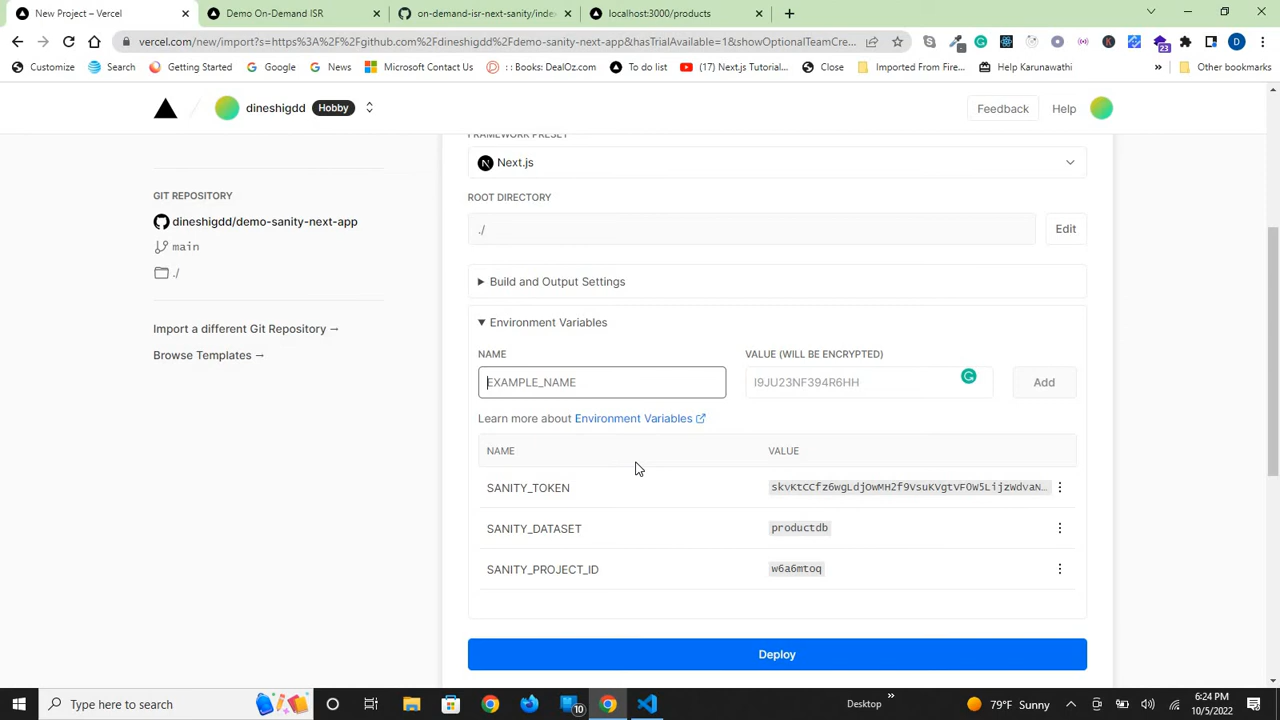 New Project – Vercel
Demo On-Demand ISR
on-demand-isr-next-sanity/index
localhost:3000/products
vercel.com/new/import?s=https%3A%2F%2Fgithub.com%2Fdineshigdd%2Fdemo-sanity-next-app&hasTrialAvailable=1&showOptionalTeamCre...
23
D
Customize
Search
Getting Started
Google
News
Microsoft Contact Us
: : Books: DealOz.com:
To do list
(17) Next.js Tutorial...
Close
Imported From Fire...
Help Karunawathi
»
Other bookmarks
dineshigdd
Hobby
Feedback
Help
FRAMEWORK PRESET
N
Next.js
GIT REPOSITORY
ROOT DIRECTORY
dineshigdd/demo-sanity-next-app
./
Edit
main
./
Build and Output Settings
Environment Variables
Import a different Git Repository →
Browse Templates →
NAME
VALUE (WILL BE ENCRYPTED)
EXAMPLE_NAME
I9JU23NF394R6HH
Add
Learn more about Environment Variables
NAME
VALUE
SANITY_TOKEN
skvKtCCfz6wgLdjOwMH2f9VsuKVgtVFOW5LijzWdvaN...
SANITY_DATASET
productdb
SANITY_PROJECT_ID
w6a6mtoq
Deploy
Type here to search
10
Desktop
»
79°F Sunny
6:24 PM
10/5/2022